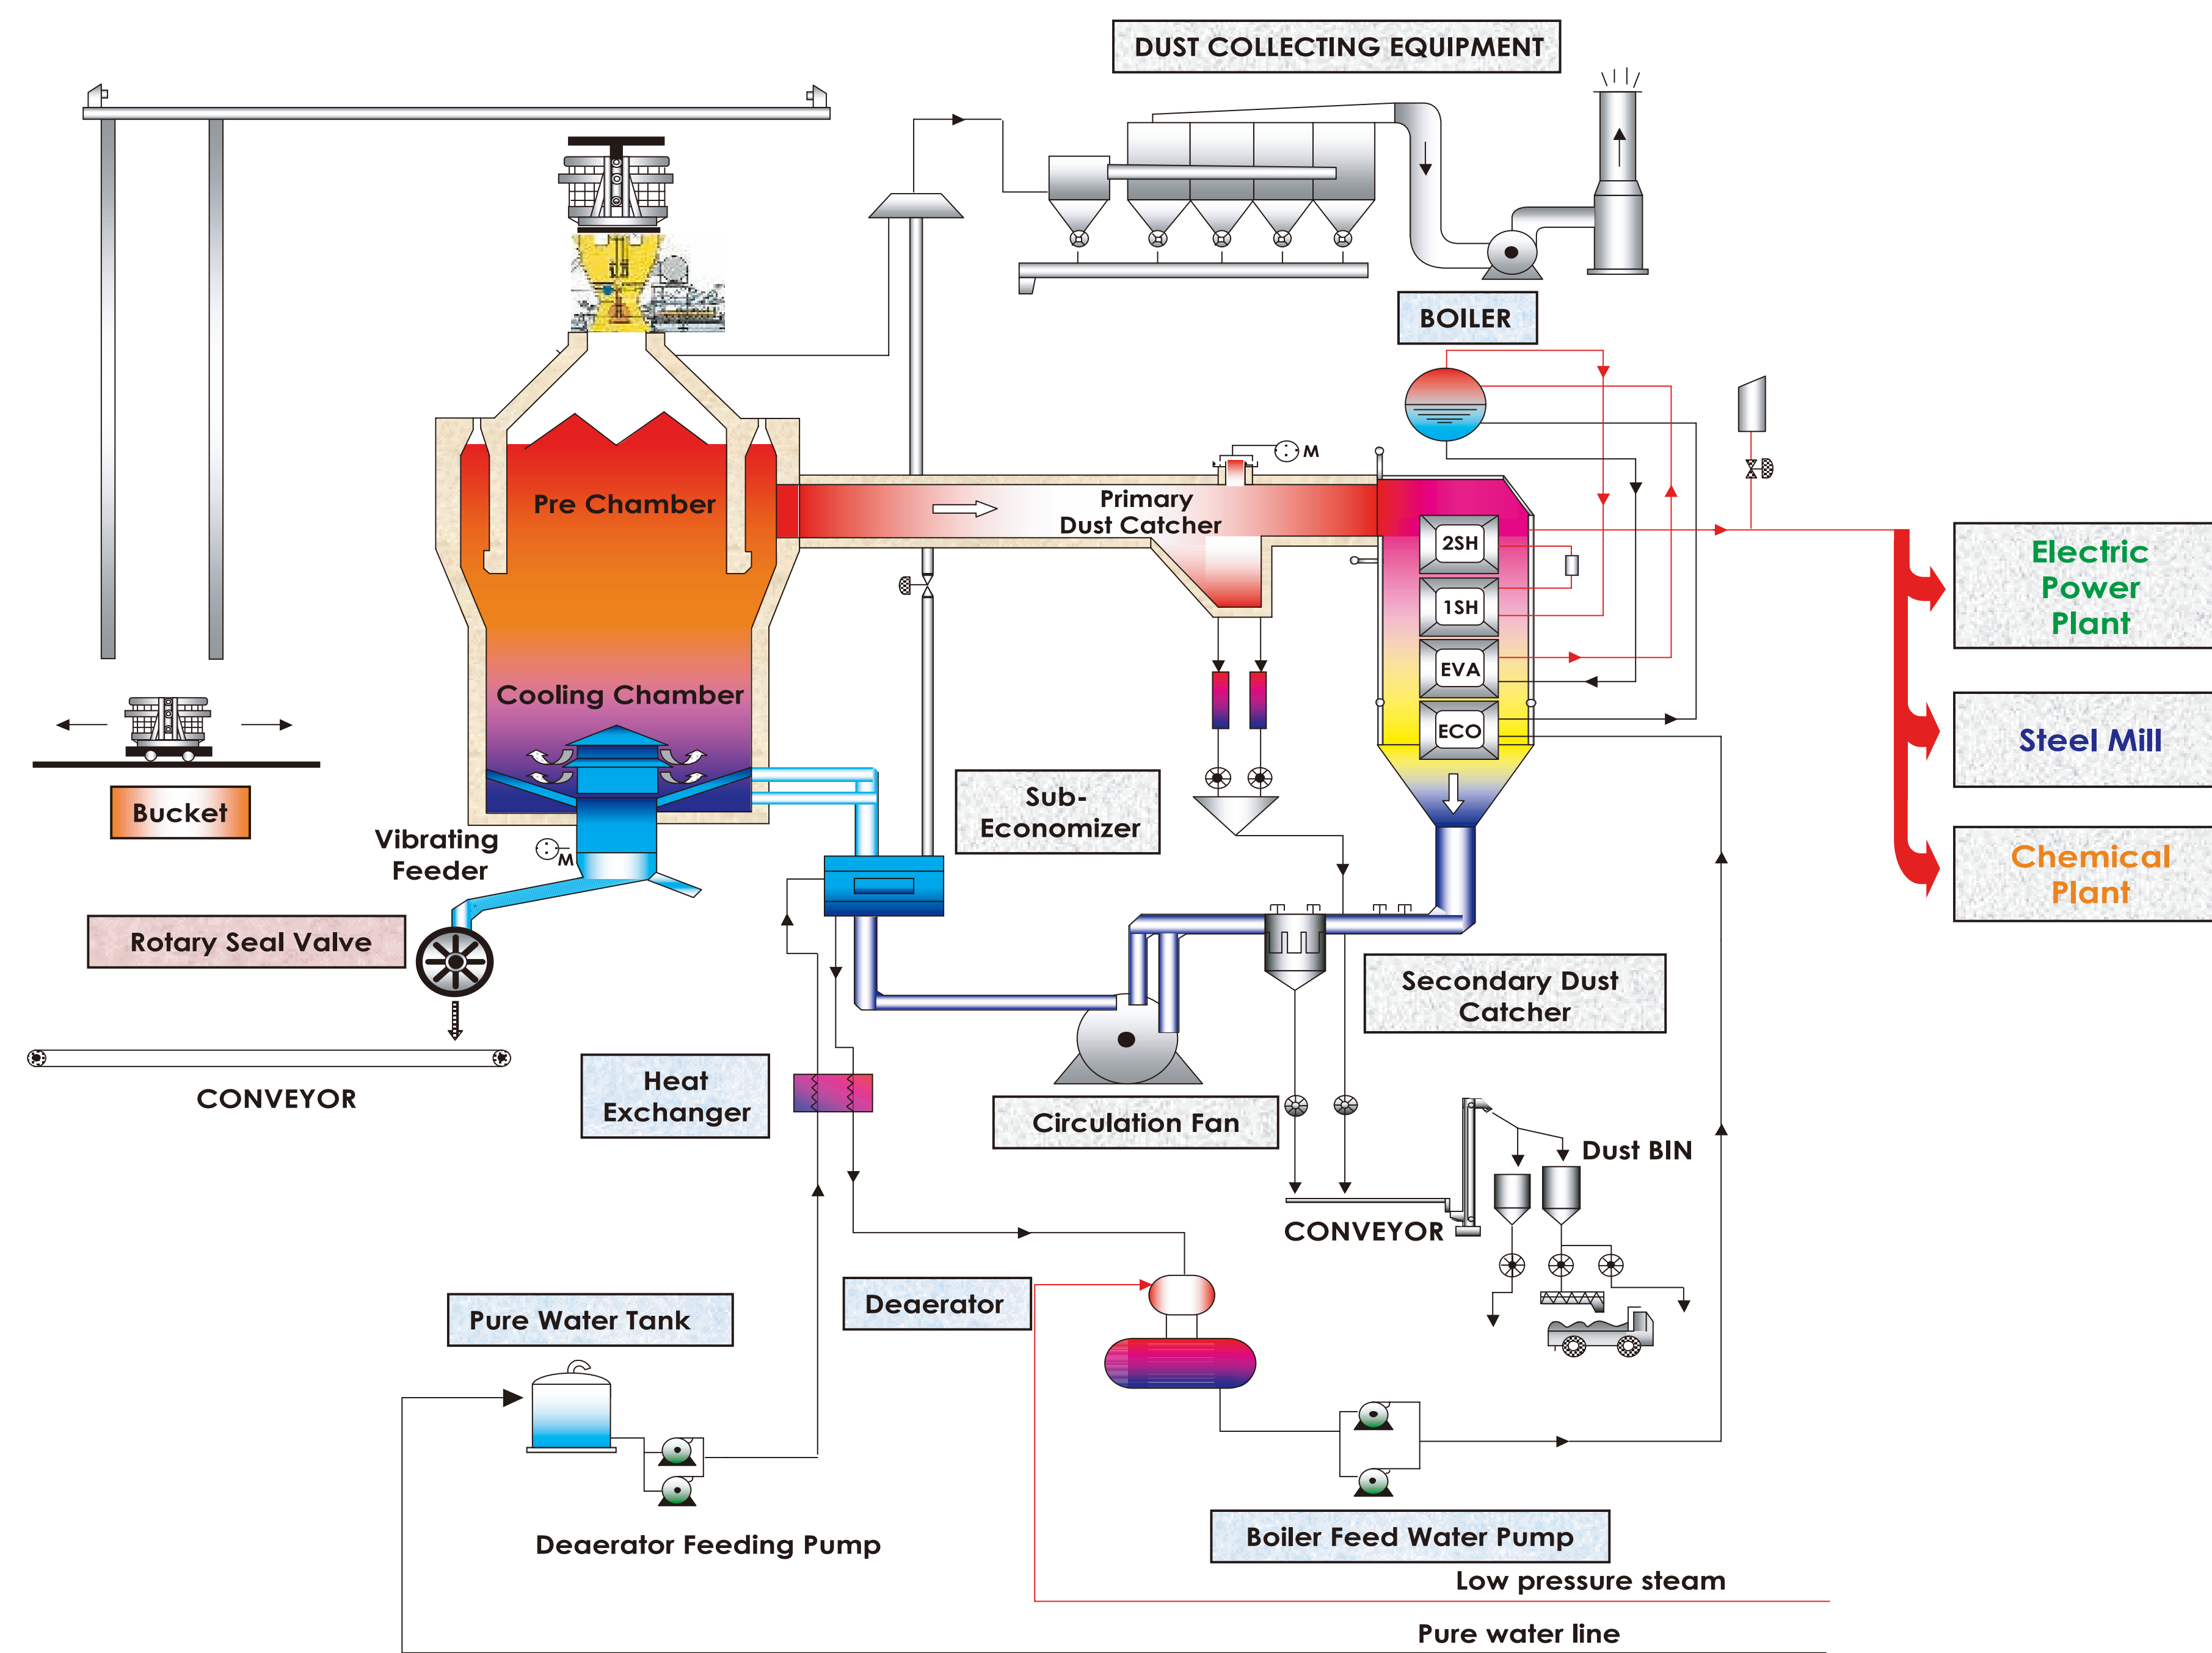 DUST COLLECTING EQUIPMENT
BOILER
Pre Chamber
Primary
Dust Catcher
M
2SH
1SH
EVA
ECO
Electric
Power
Plant
Steel Mill
Chemical
Plant
Cooling Chamber
Bucket
Vibrating
Feeder
M
Sub-
Economizer
Rotary Seal Valve
Secondary Dust
Catcher
CONVEYOR
Heat
Exchanger
Circulation Fan
Dust BIN
CONVEYOR
Deaerator
Pure Water Tank
Deaerator Feeding Pump
Boiler Feed Water Pump
Low pressure steam
Pure water line